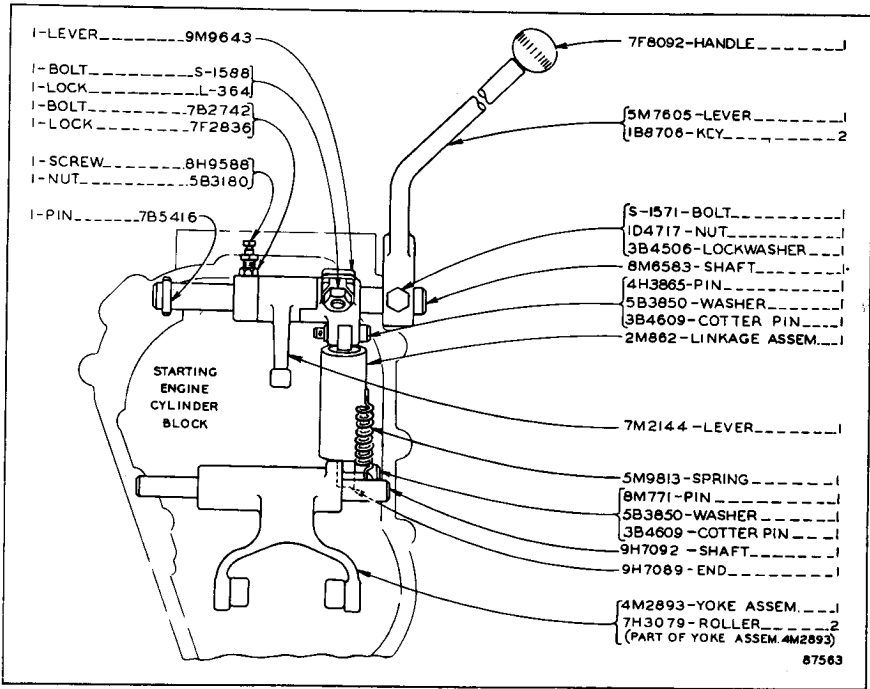 1-LEVER 9M9643
1-BOLT S-1588
1-LOCK L-364
1-BOLT 7B2742
1-LOCK 7F2836
1-SCREW 8H9588
1-NUT 5B3180
1-PIN 7B5416
STARTING
ENGINE
CYLINDER
BLOCK
7F8092-HANDLE 1
5M7605-LEVER 1
1B8706-KEY 2
S-1571-BOLT 1
1D4717-NUT 1
3B4506-LOCKWASHER 1
8M6583-SHAFT 1
4H3865-PIN 1
5B3850-WASHER 1
3B4609-COTTER PIN 1
2M862-LINKAGE ASSEM. 1
7M2144-LEVER 1
5M9813-SPRING 1
8M771-PIN 1
5B3850-WASHER 1
3B4609-COTTER PIN 1
9H7092-SHAFT 1
9H7089-END 1
4M2893-YOKE ASSEM. 1
7H3079-ROLLER 2
(PART OF YOKE ASSEM. 4M2893)
87563